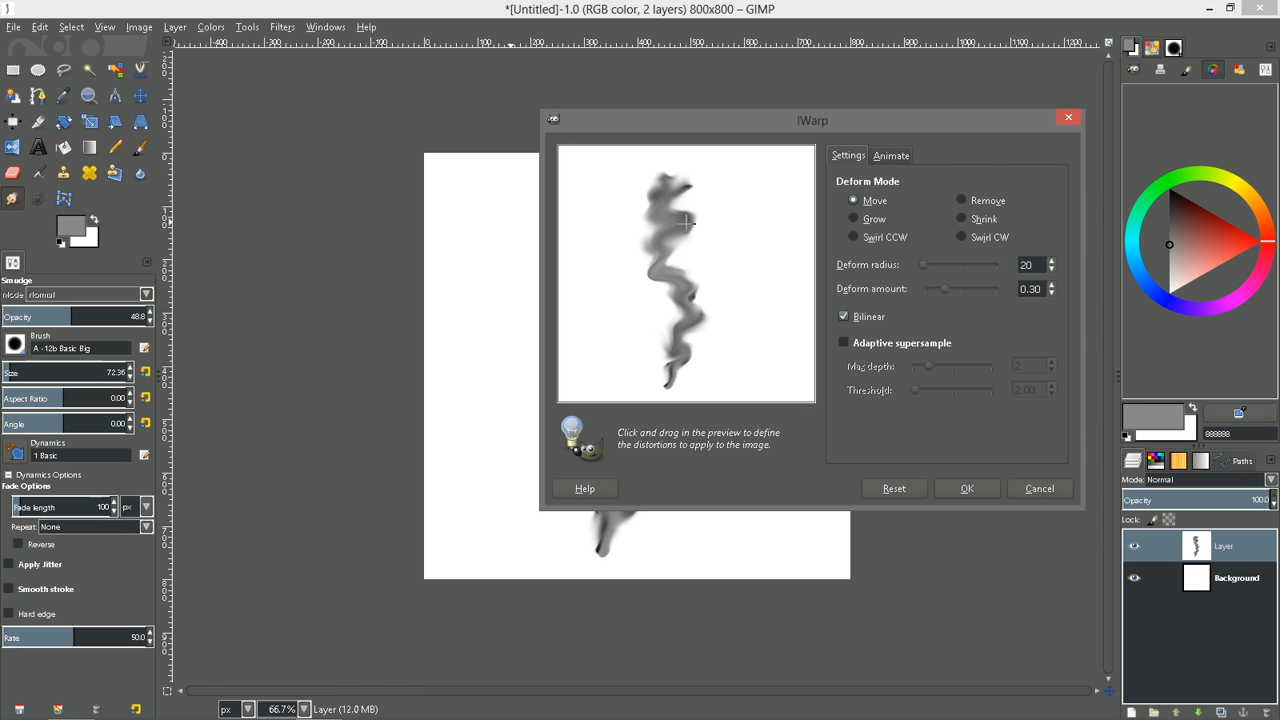 *[Untitled]-1.0 (RGB color, 2 layers) 800x800 – GIMP
File Edit Select View Image Layer Colors Tools Filters Windows Help
IWarp
Settings Animate
Deform Mode
Move Remove
Grow Shrink
Swirl CCW Swirl CW
Deform radius: 20
Deform amount: 0.30
Bilinear
Adaptive supersample
Max depth: 2
Threshold: 2.00
Click and drag in the preview to define
the distortions to apply to the image.
Help Reset OK Cancel
Smudge
Mode: Normal
Opacity 48.8
Brush
A -12b Basic Big
Size 72.36
Aspect Ratio 0.00
Angle 0.00
Dynamics
1 Basic
Dynamics Options
Fade Options
Fade length 100 px
Repeat: None
Reverse
Apply Jitter
Smooth stroke
Hard edge
Rate 50.0
888888
Paths
Mode: Normal
Opacity 100.0
Lock:
Layer
Background
px 66.7% Layer (12.0 MB)